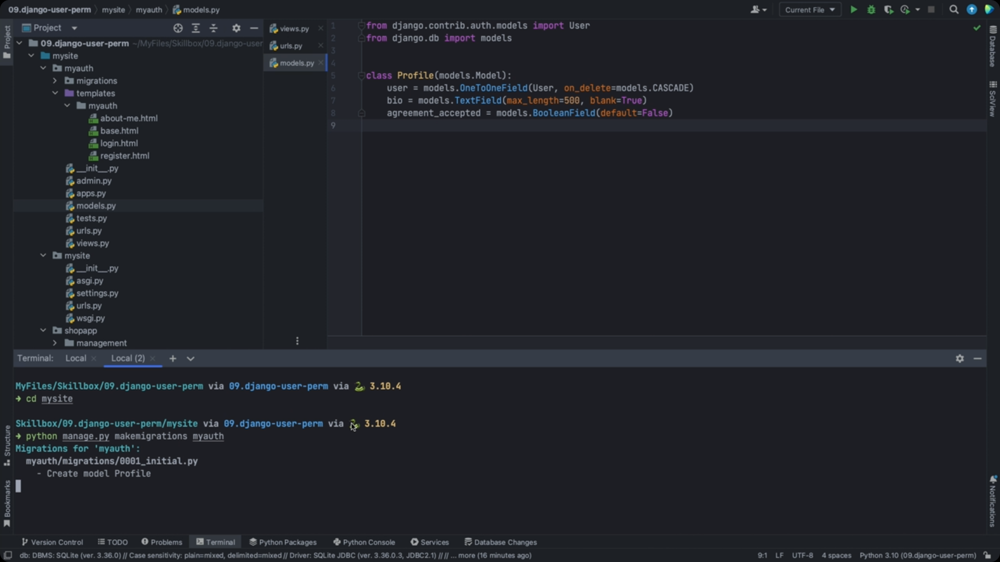 09.django-user-perm mysite myauth models.py
Current File
Project
Project
09.django-user-perm ~/MyFiles/Skillbox/09.django-user
mysite
myauth
migrations
templates
myauth
about-me.html
base.html
login.html
register.html
__init__.py
admin.py
apps.py
models.py
tests.py
urls.py
views.py
mysite
__init__.py
asgi.py
settings.py
urls.py
wsgi.py
shopapp
management
views.py
urls.py
models.py
1 from django.contrib.auth.models import User
2 from django.db import models
3
4
5 class Profile(models.Model):
6 user = models.OneToOneField(User, on_delete=models.CASCADE)
7 bio = models.TextField(max_length=500, blank=True)
8 agreement_accepted = models.BooleanField(default=False)
9
Database
SciView
Terminal: Local Local (2)
MyFiles/Skillbox/09.django-user-perm via 09.django-user-perm via 3.10.4
→ cd mysite
Skillbox/09.django-user-perm/mysite via 09.django-user-perm via 3.10.4
→ python manage.py makemigrations myauth
Migrations for 'myauth':
myauth/migrations/0001_initial.py
- Create model Profile
Structure
Bookmarks
Notifications
Version Control TODO Problems Terminal Python Packages Python Console Services Database Changes
db: DBMS: SQLite (ver. 3.36.0) // Case sensitivity: plain=mixed, delimited=mixed // Driver: SQLite JDBC (ver. 3.36.0.3, JDBC2.1) // // ... more (16 minutes ago) 9:1 LF UTF-8 4 spaces Python 3.10 (09.django-user-perm)